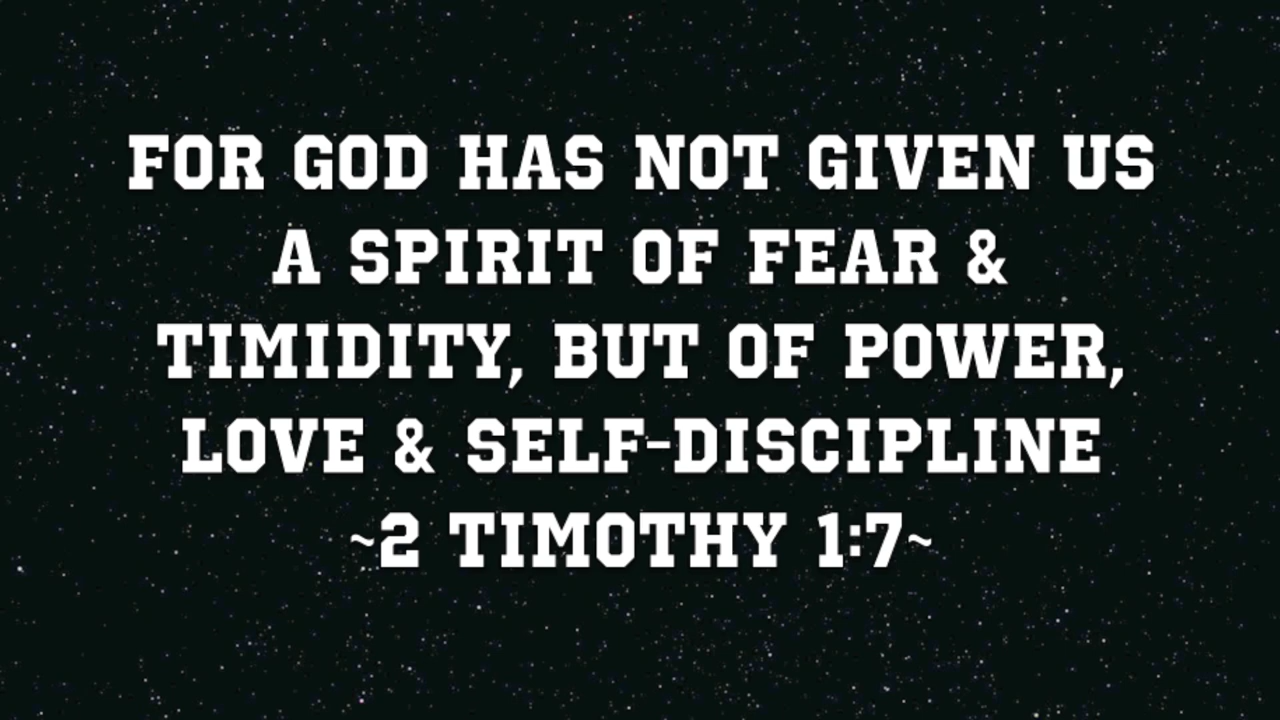 FOR GOD HAS NOT GIVEN US
A SPIRIT OF FEAR &
TIMIDITY, BUT OF POWER,
LOVE & SELF-DISCIPLINE
~2 TIMOTHY 1:7~